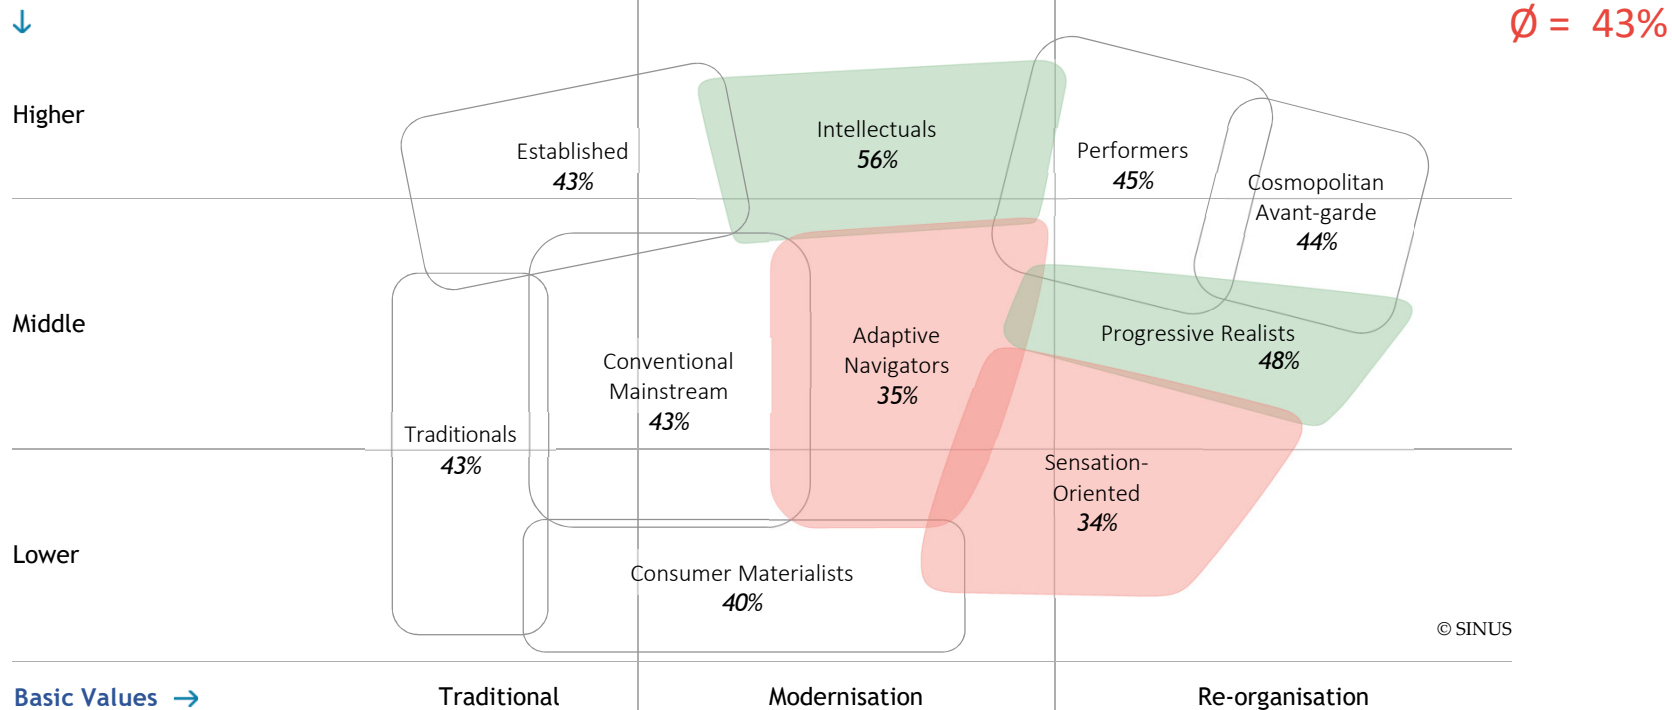 ↓
Ø = 43%
Higher
Intellectuals
56%
Established
43%
Performers
45%
Cosmopolitan
Avant-garde
44%
Middle
Adaptive
Navigators
35%
Progressive Realists
48%
Conventional
Mainstream
43%
Traditionals
43%
Sensation-
Oriented
34%
Lower
Consumer Materialists
40%
© SINUS
Basic Values →
Traditional
Modernisation
Re-organisation